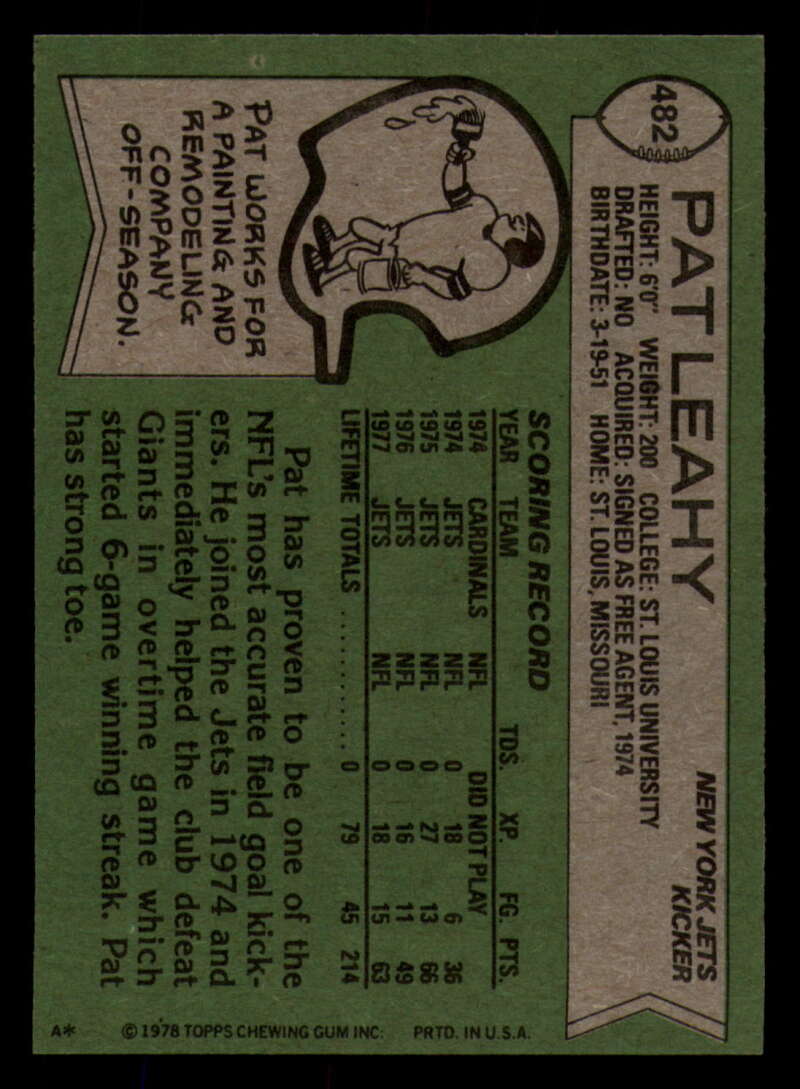 482
PAT LEAHY
NEW YORK JETS
KICKER
HEIGHT: 6'0" WEIGHT: 200 COLLEGE: ST. LOUIS UNIVERSITY
DRAFTED: NO ACQUIRED: SIGNED AS FREE AGENT, 1974
BIRTHDATE: 3-19-51 HOME: ST. LOUIS, MISSOURI
SCORING RECORD
YEAR TEAM TDS. XP. FG. PTS.
1974 CARDINALS NFL DID NOT PLAY
1974 JETS NFL 0 18 6 36
1975 JETS NFL 0 27 13 66
1976 JETS NFL 0 16 11 49
1977 JETS NFL 0 18 15 63
LIFETIME TOTALS .............. 0 79 45 214
PAT WORKS FOR
A PAINTING AND
REMODELING
COMPANY
OFF-SEASON.
Pat has proven to be one of the
NFL's most accurate field goal kick-
ers. He joined the Jets in 1974 and
immediately helped the club defeat
Giants in overtime game which
started 6-game winning streak. Pat
has strong toe.
A* © 1978 TOPPS CHEWING GUM INC. PRTD. IN U.S.A.